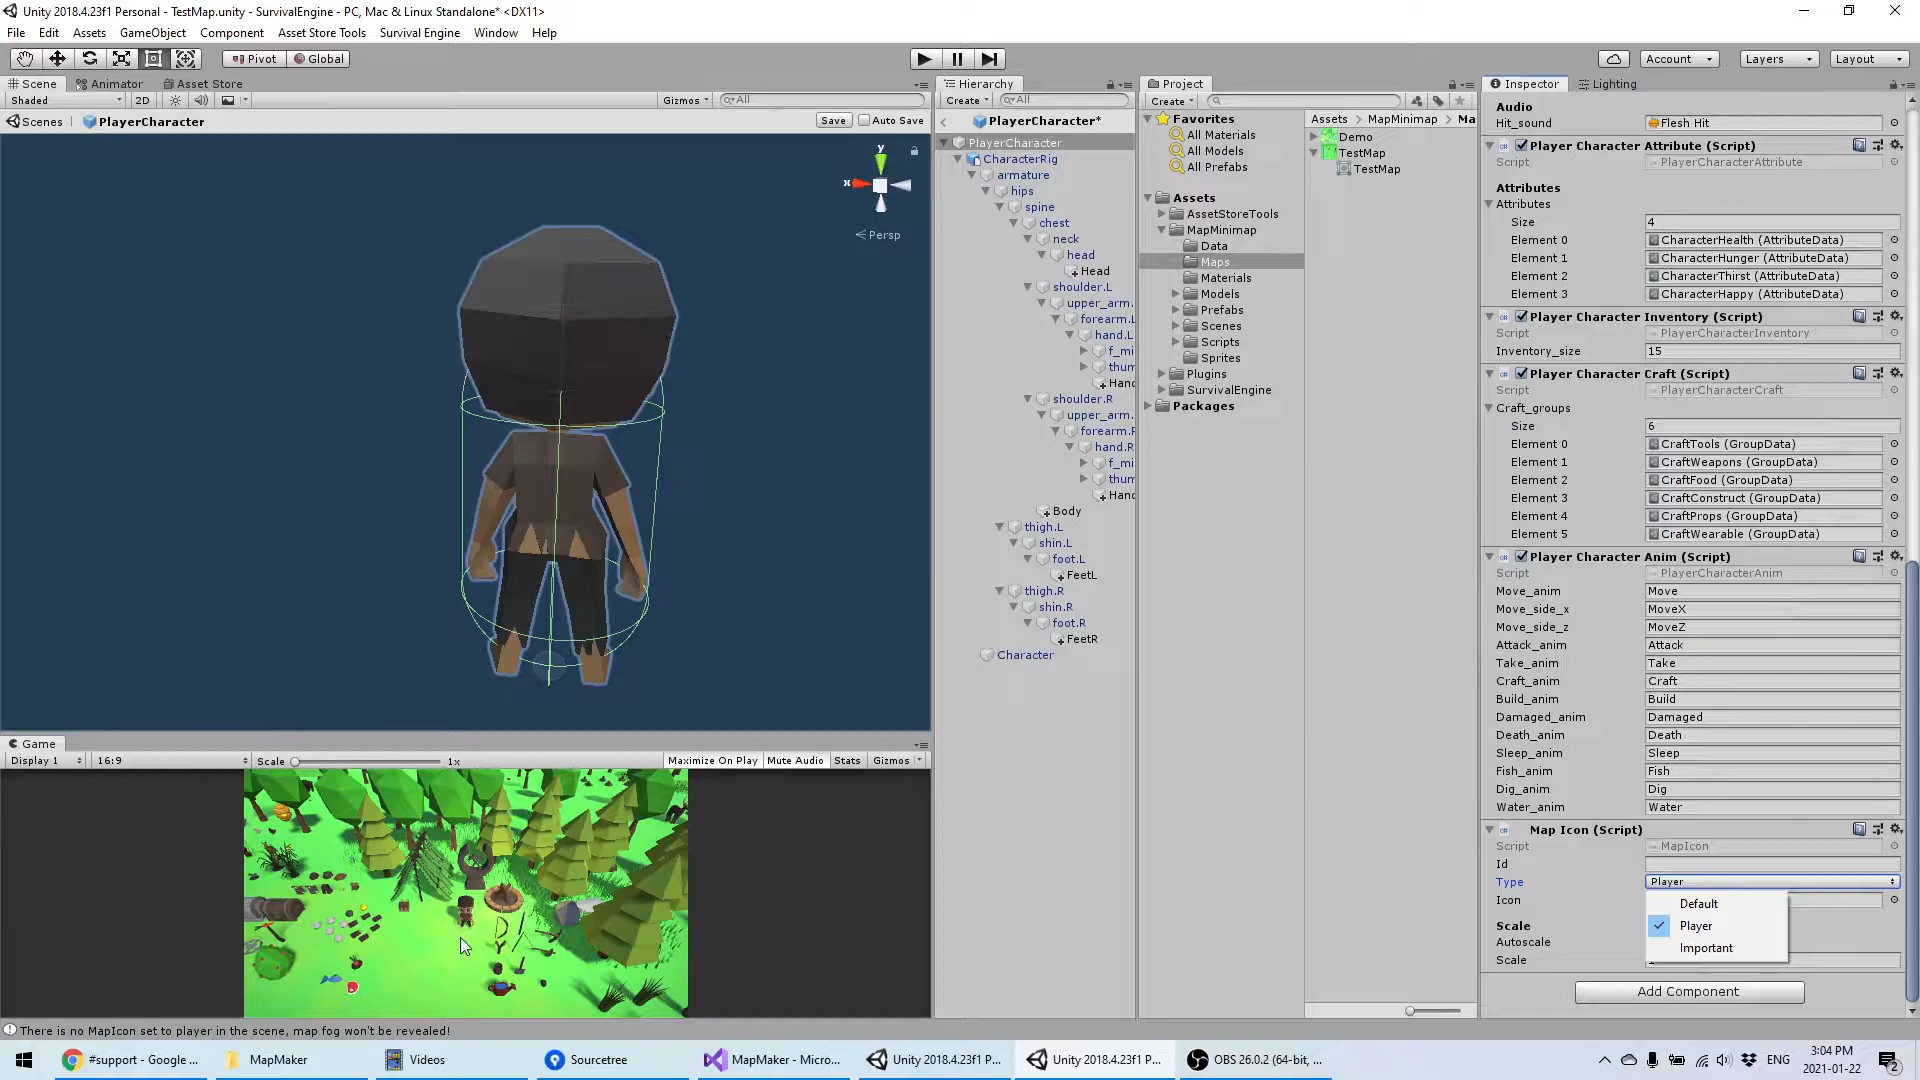 Unity 2018.4.23f1 Personal - TestMap.unity - SurvivalEngine - PC, Mac & Linux Standalone* <DX11>
File Edit Assets GameObject Component Asset Store Tools Survival Engine Window Help
Pivot Global
Account Layers Layout
Scene Animator Asset Store
Shaded 2D Gizmos All
Scenes PlayerCharacter Save Auto Save
y
x
Persp
Game
Display 1 16:9 Scale 1x Maximize On Play Mute Audio Stats Gizmos
Hierarchy
Create All
PlayerCharacter*
PlayerCharacter
CharacterRig
armature
hips
spine
chest
neck
head
Head
shoulder.L
upper_arm.
forearm.L
hand.L
f_mi
thum
Hand
shoulder.R
upper_arm.
forearm.R
hand.R
f_mi
thum
Hand
Body
thigh.L
shin.L
foot.L
FeetL
thigh.R
shin.R
foot.R
FeetR
Character
Project
Create
Favorites
All Materials
All Models
All Prefabs
Assets
AssetStoreTools
MapMinimap
Data
Maps
Materials
Models
Prefabs
Scenes
Scripts
Sprites
Plugins
SurvivalEngine
Packages
Assets MapMinimap Ma
Demo
TestMap
TestMap
Inspector Lighting
Audio
Hit_sound Flesh Hit
Player Character Attribute (Script)
Script PlayerCharacterAttribute
Attributes
Attributes
Size 4
Element 0 CharacterHealth (AttributeData)
Element 1 CharacterHunger (AttributeData)
Element 2 CharacterThirst (AttributeData)
Element 3 CharacterHappy (AttributeData)
Player Character Inventory (Script)
Script PlayerCharacterInventory
Inventory_size 15
Player Character Craft (Script)
Script PlayerCharacterCraft
Craft_groups
Size 6
Element 0 CraftTools (GroupData)
Element 1 CraftWeapons (GroupData)
Element 2 CraftFood (GroupData)
Element 3 CraftConstruct (GroupData)
Element 4 CraftProps (GroupData)
Element 5 CraftWearable (GroupData)
Player Character Anim (Script)
Script PlayerCharacterAnim
Move_anim Move
Move_side_x MoveX
Move_side_z MoveZ
Attack_anim Attack
Take_anim Take
Craft_anim Craft
Build_anim Build
Damaged_anim Damaged
Death_anim Death
Sleep_anim Sleep
Fish_anim Fish
Dig_anim Dig
Water_anim Water
Map Icon (Script)
Script MapIcon
Id
Type Player
Icon
Default
Player
Important
Scale
Autoscale
Scale
Add Component
There is no MapIcon set to player in the scene, map fog won't be revealed!
#support - Google ... MapMaker Videos Sourcetree MapMaker - Micro... Unity 2018.4.23f1 P... Unity 2018.4.23f1 P... OBS 26.0.2 (64-bit, ... ENG 3:04 PM
2021-01-22 2